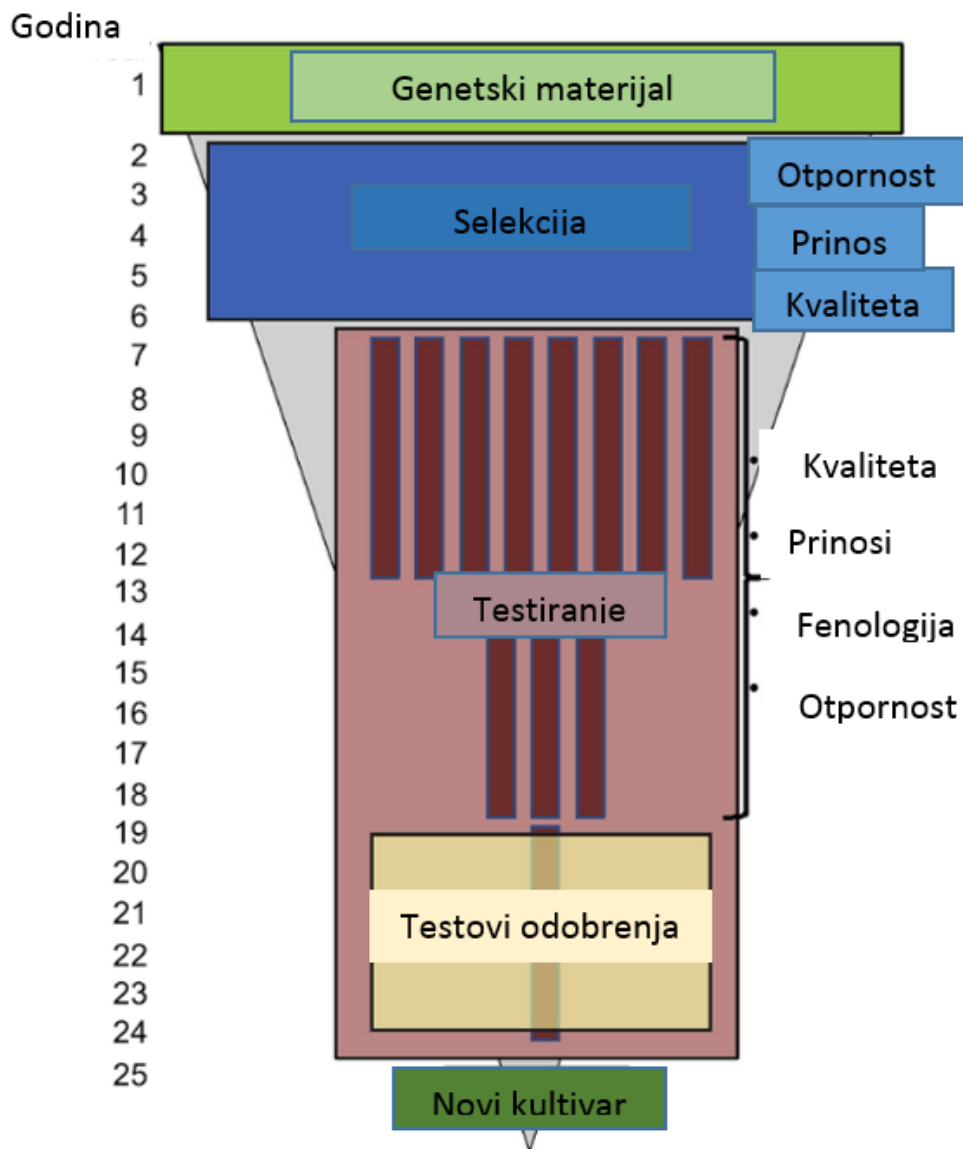 Godina
1
Genetski materijal
2
Otpornost
3
Selekcija
4
Prinos
5
Kvaliteta
6
7
8
9
Kvaliteta
10
11
Prinosi
12
13
Testiranje
Fenologija
14
15
Otpornost
16
17
18
19
20
21
Testovi odobrenja
22
23
24
25
Novi kultivar